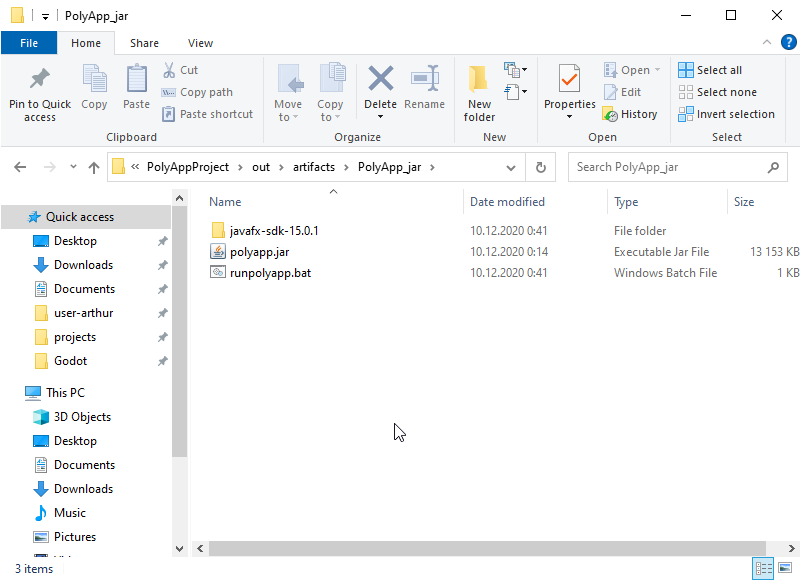 PolyApp_jar
File Home Share View
Pin to Quick access
Copy
Paste
Cut
Copy path
Paste shortcut
Clipboard
Move to
Copy to
Delete
Rename
Organize
New folder
New
Properties
Open
Edit
History
Open
Select all
Select none
Invert selection
Select
« PolyAppProject › out › artifacts › PolyApp_jar ›
Search PolyApp_jar
Name Date modified Type Size
javafx-sdk-15.0.1 10.12.2020 0:41 File folder
polyapp.jar 10.12.2020 0:14 Executable Jar File 13 153 KB
runpolyapp.bat 10.12.2020 0:41 Windows Batch File 1 KB
Quick access
Desktop
Downloads
Documents
user-arthur
projects
Godot
This PC
3D Objects
Desktop
Documents
Downloads
Music
Pictures
3 items